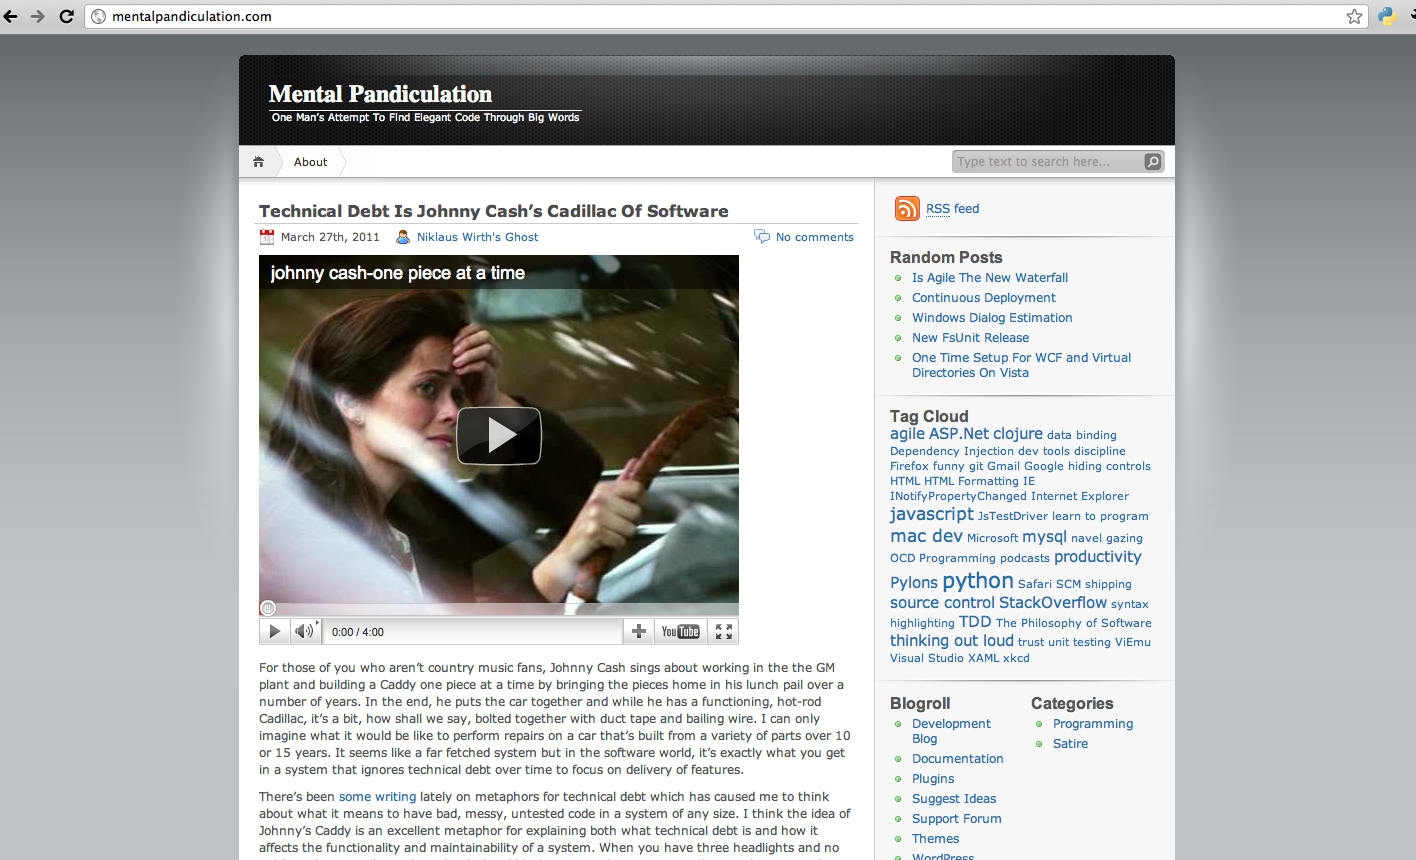 mentalpandiculation.com
Mental Pandiculation
One Man's Attempt To Find Elegant Code Through Big Words
About
Type text to search here...
Technical Debt Is Johnny Cash's Cadillac Of Software
March 27th, 2011 Niklaus Wirth's Ghost No comments
johnny cash-one piece at a time
0:00 / 4:00
YouTube
For those of you who aren't country music fans, Johnny Cash sings about working in the the GM
plant and building a Caddy one piece at a time by bringing the pieces home in his lunch pail over a
number of years. In the end, he puts the car together and while he has a functioning, hot-rod
Cadillac, it's a bit, how shall we say, bolted together with duct tape and bailing wire. I can only
imagine what it would be like to perform repairs on a car that's built from a variety of parts over 10
or 15 years. It seems like a far fetched system but in the software world, it's exactly what you get
in a system that ignores technical debt over time to focus on delivery of features.
There's been some writing lately on metaphors for technical debt which has caused me to think
about what it means to have bad, messy, untested code in a system of any size. I think the idea of
Johnny's Caddy is an excellent metaphor for explaining both what technical debt is and how it
affects the functionality and maintainability of a system. When you have three headlights and no
RSS feed
Random Posts
Is Agile The New Waterfall
Continuous Deployment
Windows Dialog Estimation
New FsUnit Release
One Time Setup For WCF and Virtual
Directories On Vista
Tag Cloud
agile ASP.Net clojure data binding
Dependency Injection dev tools discipline
Firefox funny git Gmail Google hiding controls
HTML HTML Formatting IE
INotifyPropertyChanged Internet Explorer
javascript JsTestDriver learn to program
mac dev Microsoft mysql navel gazing
OCD Programming podcasts productivity
Pylons python Safari SCM shipping
source control StackOverflow syntax
highlighting TDD The Philosophy of Software
thinking out loud trust unit testing ViEmu
Visual Studio XAML xkcd
Blogroll
Development
Blog
Documentation
Plugins
Suggest Ideas
Support Forum
Themes
WordPress
Categories
Programming
Satire